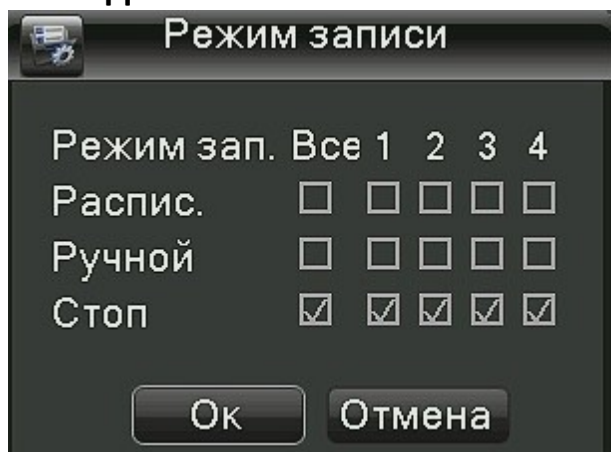 Режим записи
Режим зап. Все 1 2 3 4
Распис.
Ручной
Стоп
Ок Отмена